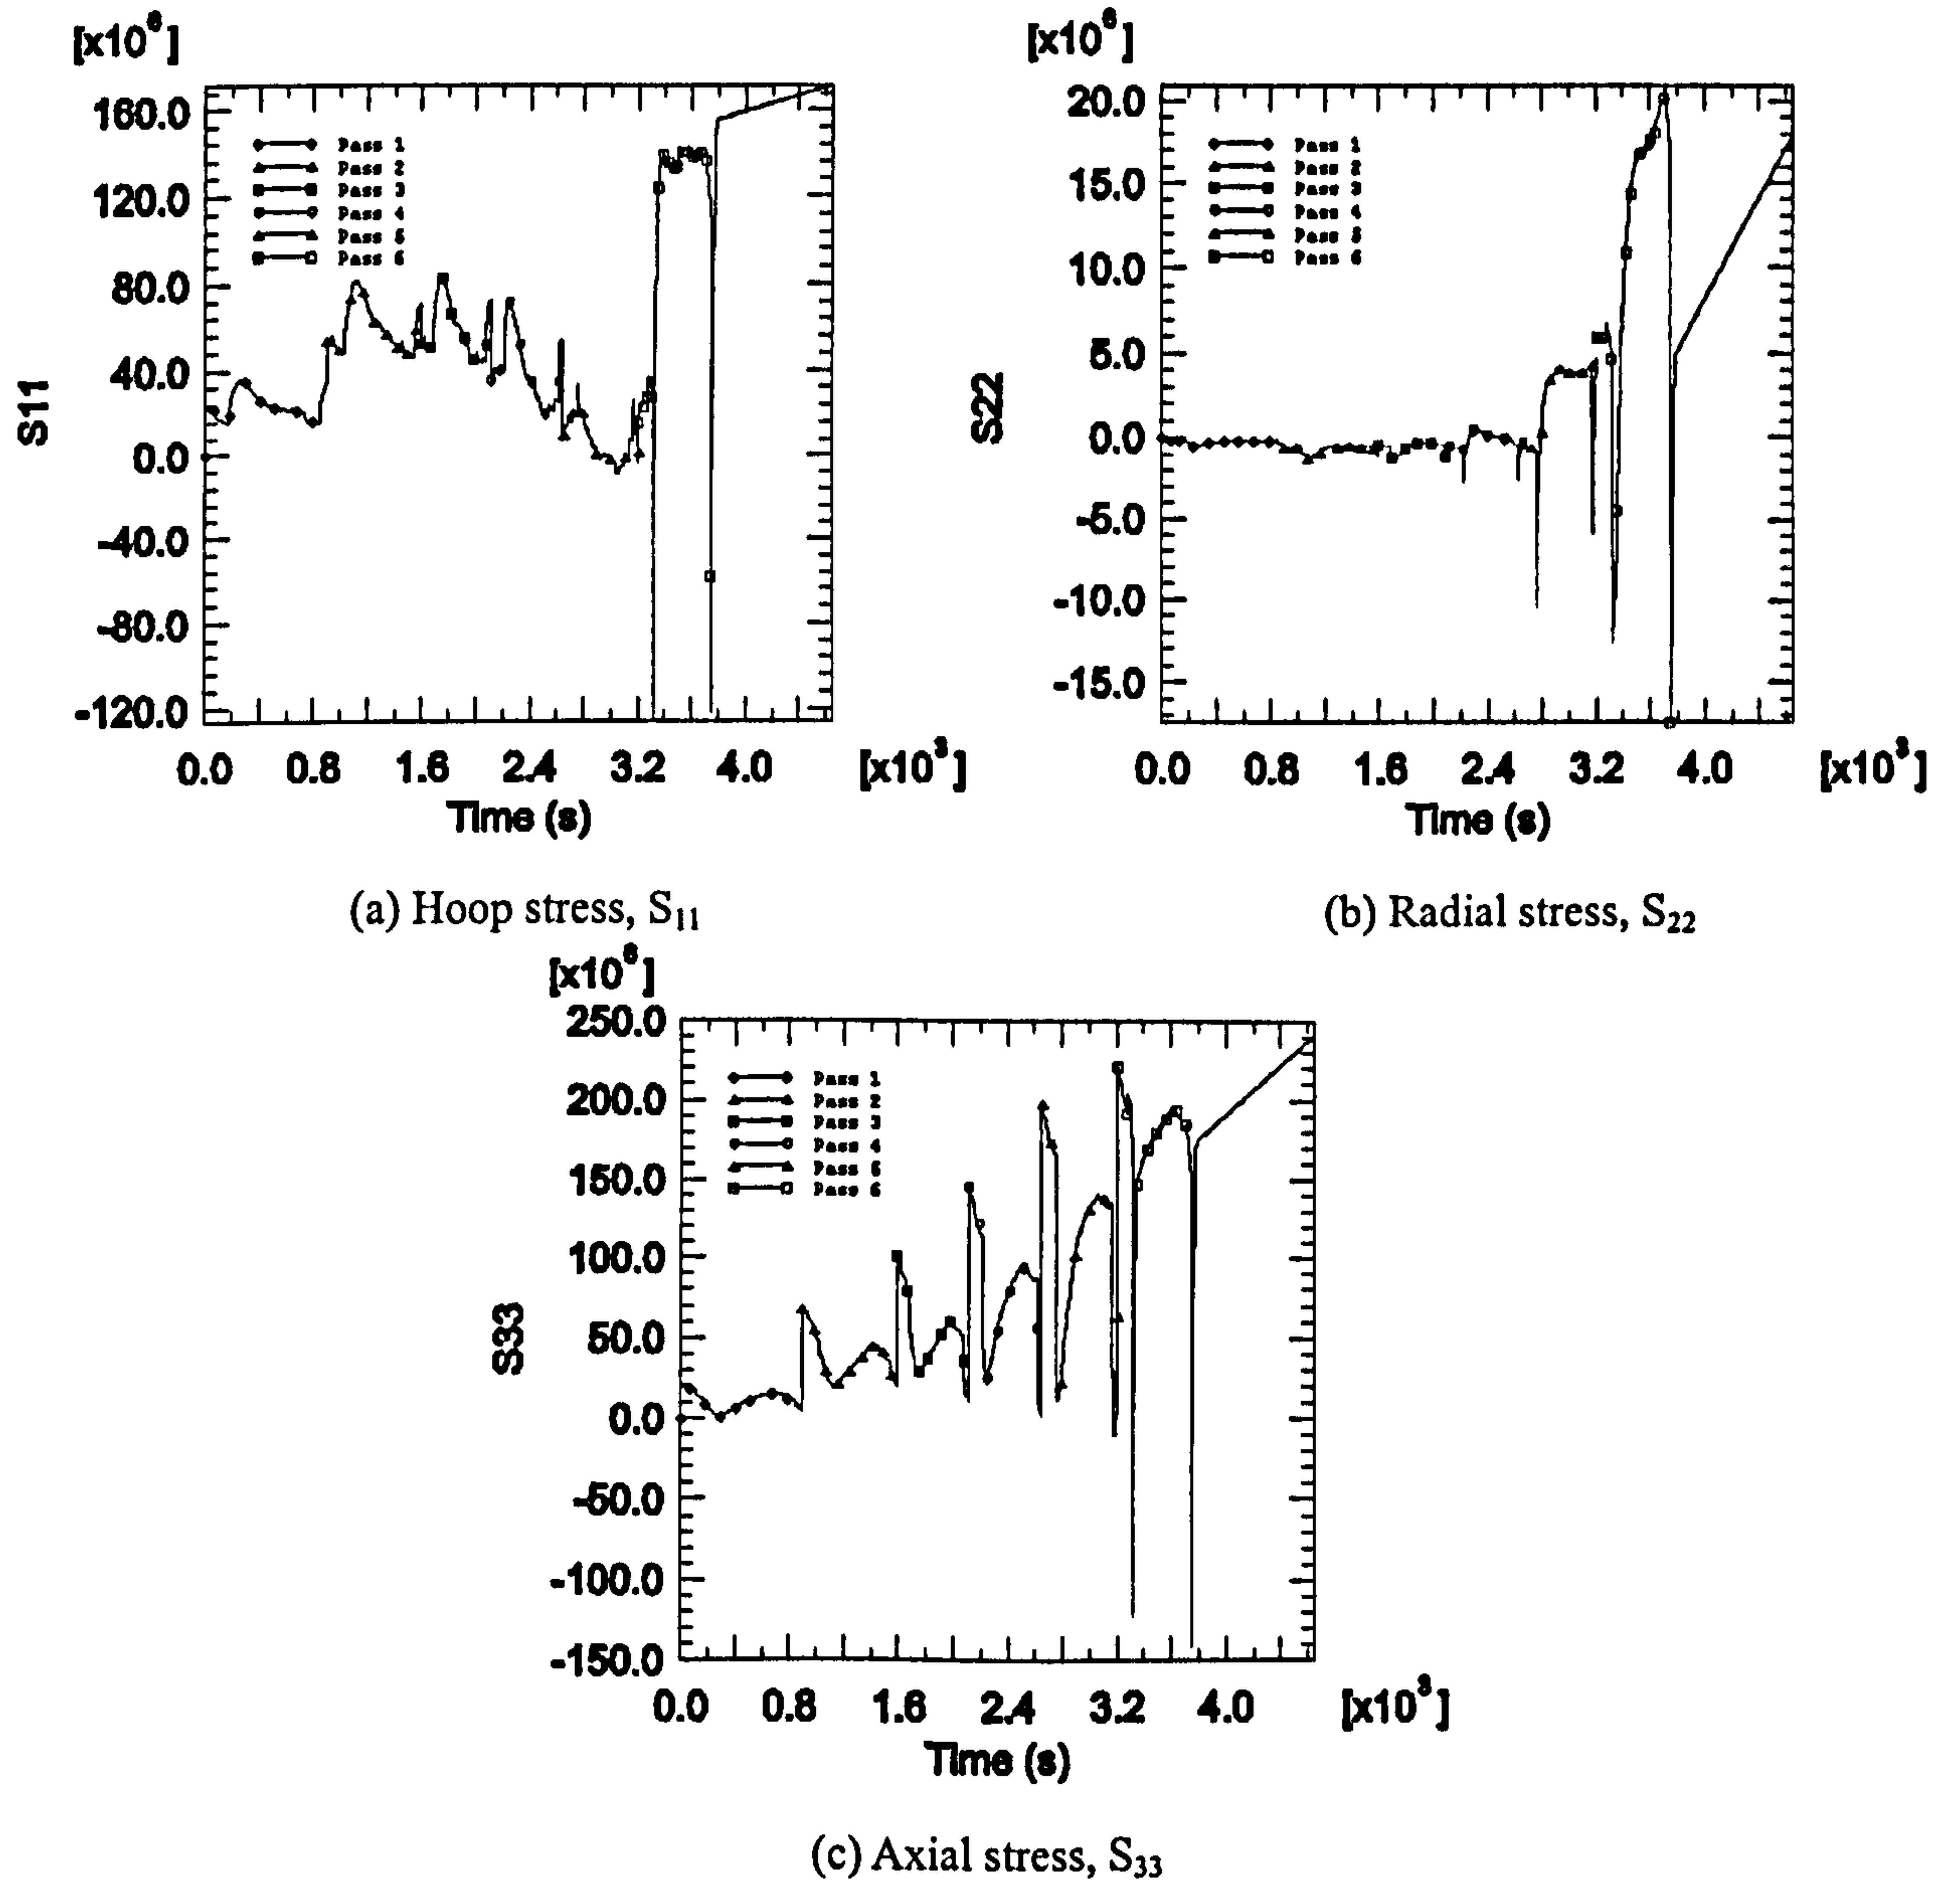 [x10⁶]
160.0
120.0
80.0
40.0
0.0
-40.0
-80.0
-120.0
S11
Pass 1
Pass 2
Pass 3
Pass 4
Pass 5
Pass 6
0.0 0.8 1.6 2.4 3.2 4.0 [x10³]
Time (s)
(a) Hoop stress, S₁₁
[x10⁶]
20.0
15.0
10.0
5.0
0.0
-5.0
-10.0
-15.0
S22
Pass 1
Pass 2
Pass 3
Pass 4
Pass 5
Pass 6
0.0 0.8 1.6 2.4 3.2 4.0 [x10³]
Time (s)
(b) Radial stress, S₂₂
[x10⁶]
250.0
200.0
150.0
100.0
50.0
0.0
-50.0
-100.0
-150.0
S33
Pass 1
Pass 2
Pass 3
Pass 4
Pass 5
Pass 6
0.0 0.8 1.6 2.4 3.2 4.0 [x10³]
Time (s)
(c) Axial stress, S₃₃